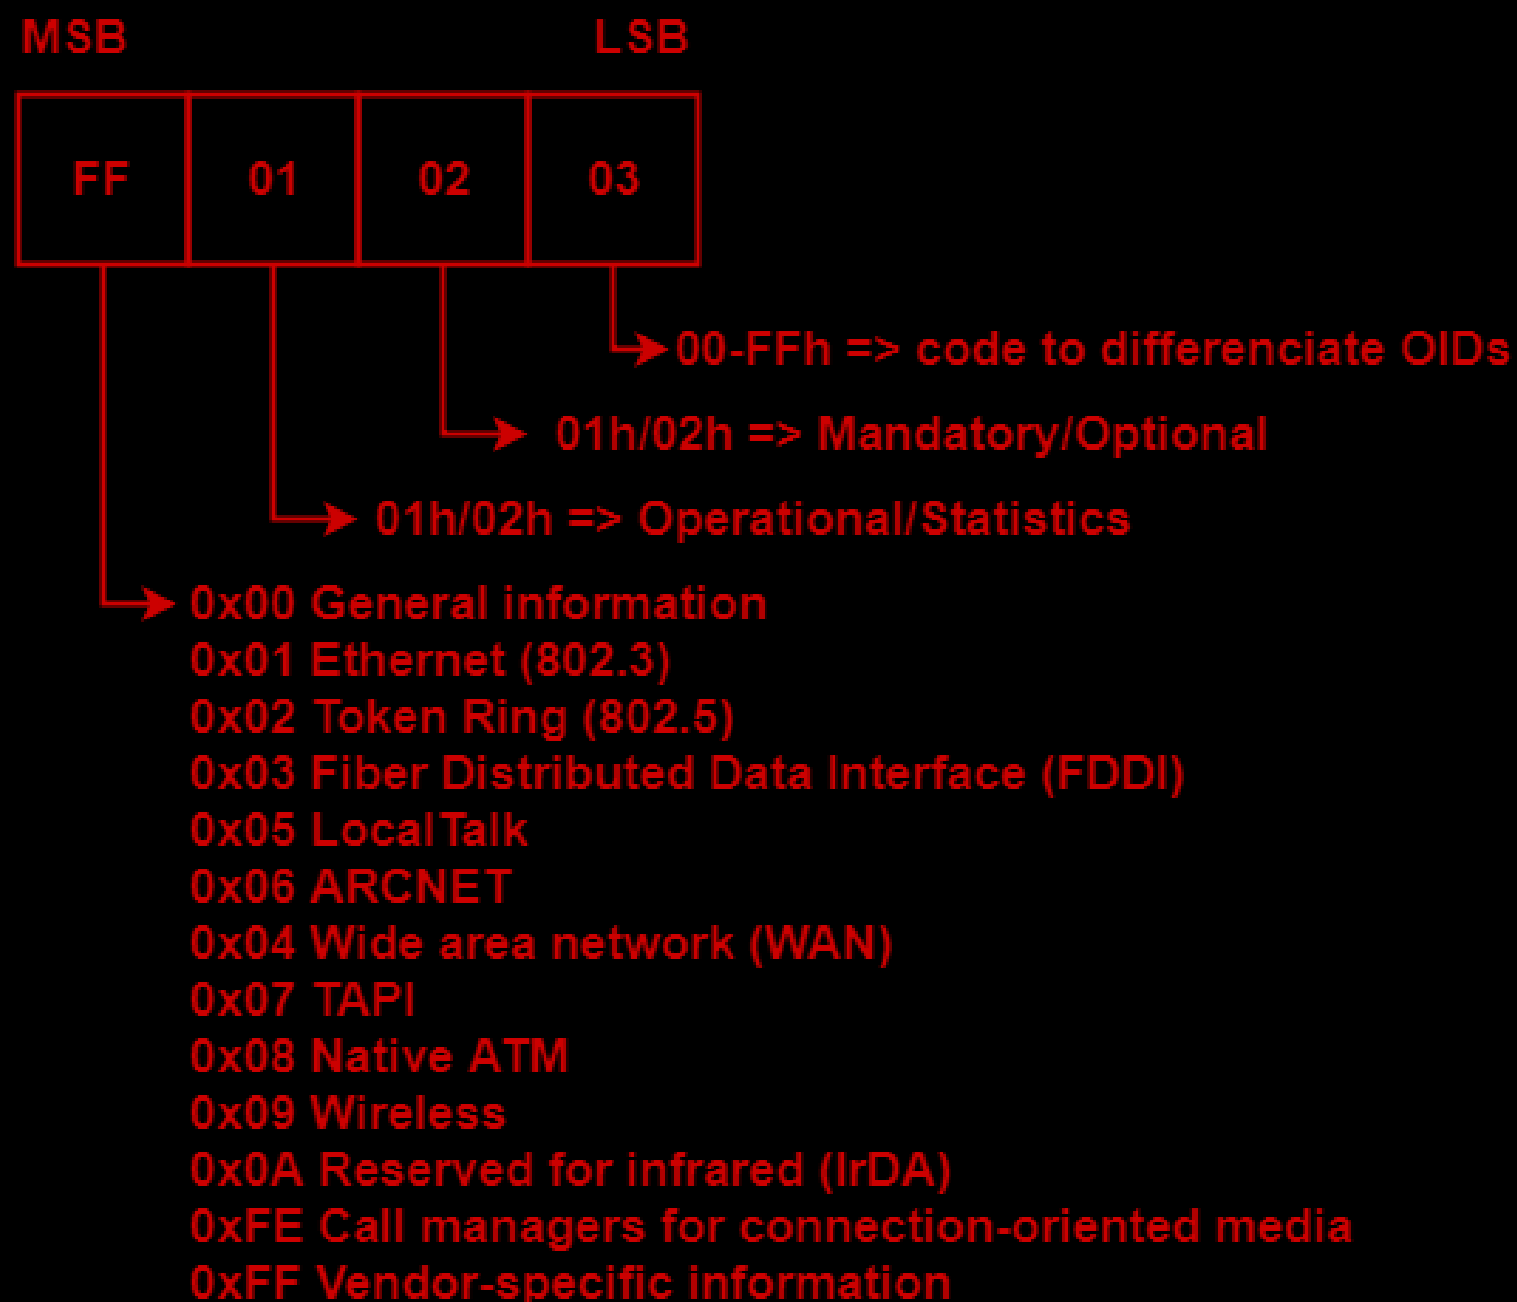 MSB LSB
FF 01 02 03
00-FFh => code to differenciate OIDs
01h/02h => Mandatory/Optional
01h/02h => Operational/Statistics
0x00 General information
0x01 Ethernet (802.3)
0x02 Token Ring (802.5)
0x03 Fiber Distributed Data Interface (FDDI)
0x05 LocalTalk
0x06 ARCNET
0x04 Wide area network (WAN)
0x07 TAPI
0x08 Native ATM
0x09 Wireless
0x0A Reserved for infrared (IrDA)
0xFE Call managers for connection-oriented media
0xFF Vendor-specific information